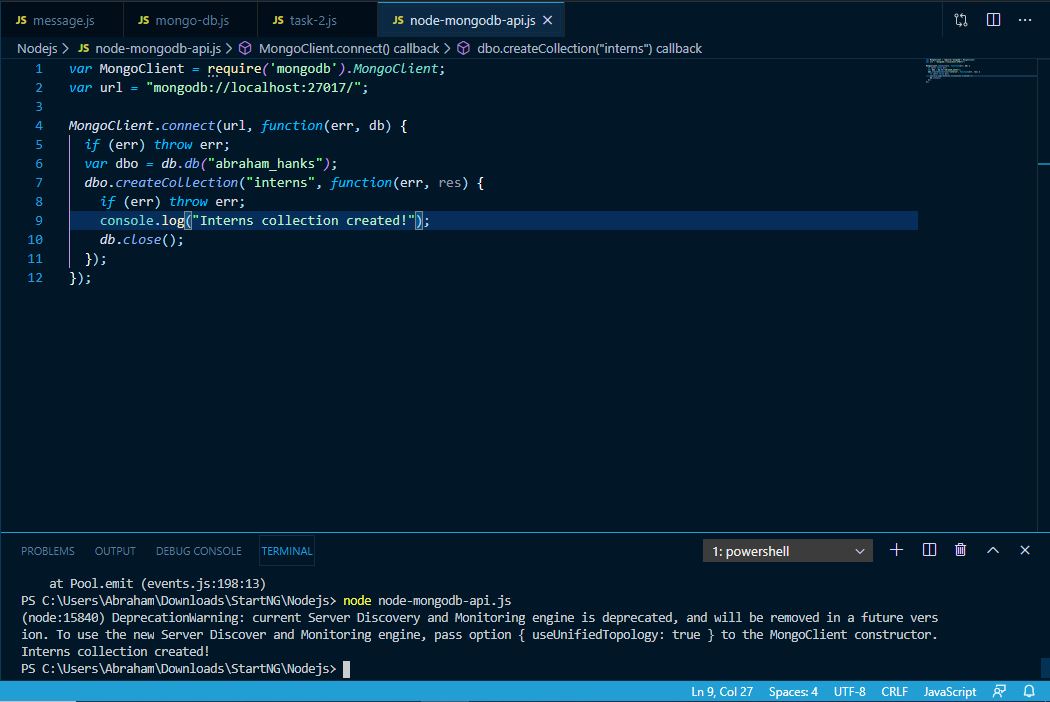 JS message.js JS mongo-db.js JS task-2.js JS node-mongodb-api.js
Nodejs > JS node-mongodb-api.js > MongoClient.connect() callback > dbo.createCollection("interns") callback
1 var MongoClient = require('mongodb').MongoClient;
2 var url = "mongodb://localhost:27017/";
3
4 MongoClient.connect(url, function(err, db) {
5 if (err) throw err;
6 var dbo = db.db("abraham_hanks");
7 dbo.createCollection("interns", function(err, res) {
8 if (err) throw err;
9 console.log("Interns collection created!");
10 db.close();
11 });
12 });
PROBLEMS OUTPUT DEBUG CONSOLE TERMINAL 1: powershell
at Pool.emit (events.js:198:13)
PS C:\Users\Abraham\Downloads\StartNG\Nodejs> node node-mongodb-api.js
(node:15840) DeprecationWarning: current Server Discovery and Monitoring engine is deprecated, and will be removed in a future vers
ion. To use the new Server Discover and Monitoring engine, pass option { useUnifiedTopology: true } to the MongoClient constructor.
Interns collection created!
PS C:\Users\Abraham\Downloads\StartNG\Nodejs>
Ln 9, Col 27 Spaces: 4 UTF-8 CRLF JavaScript